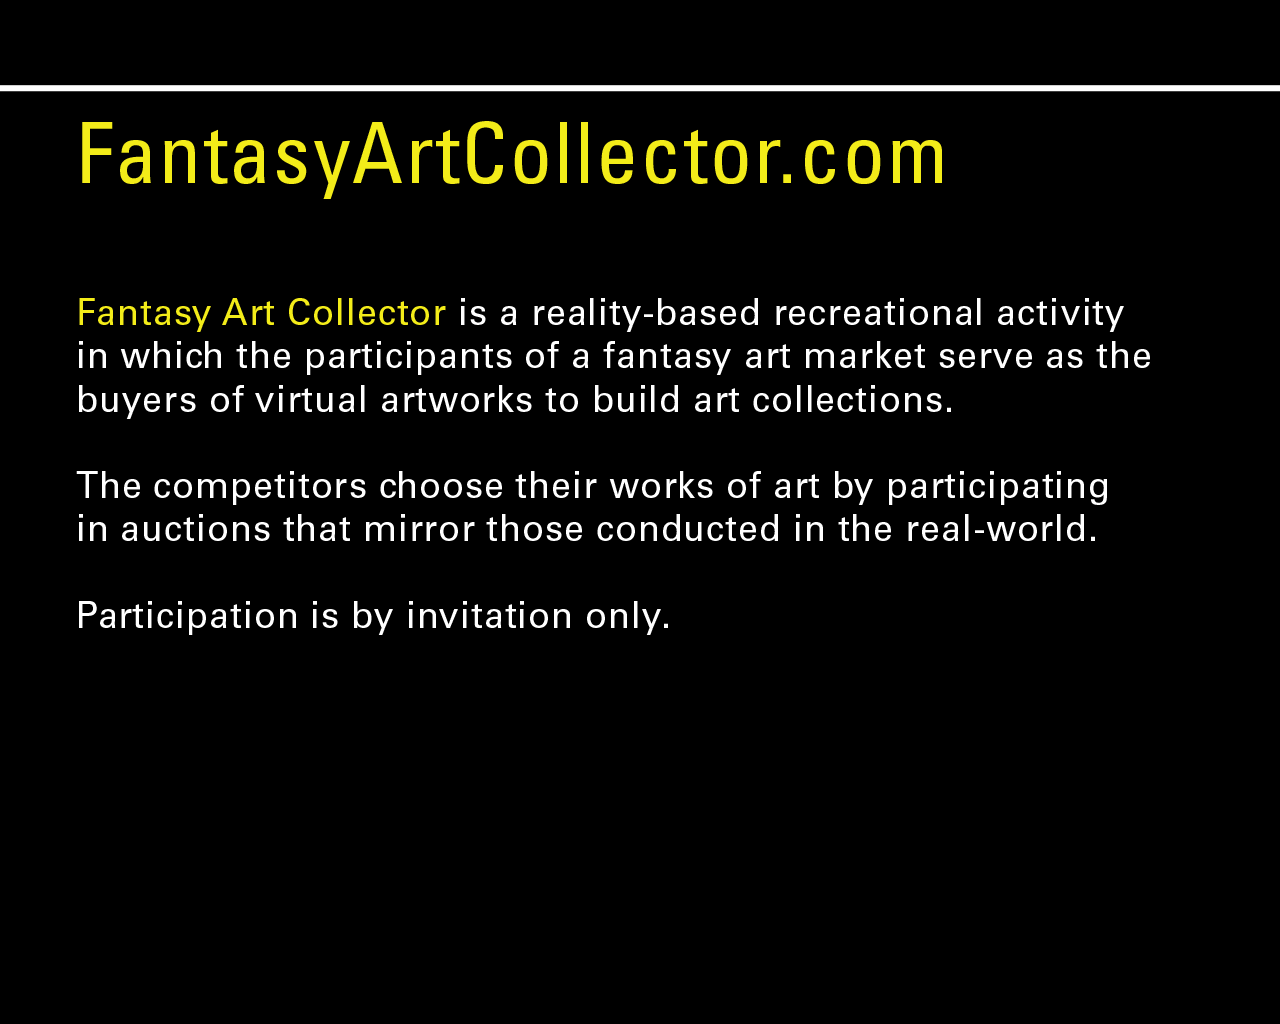 FantasyArtCollector.com
Fantasy Art Collector is a reality-based recreational activity
in which the participants of a fantasy art market serve as the
buyers of virtual artworks to build art collections.
The competitors choose their works of art by participating
in auctions that mirror those conducted in the real-world.
Participation is by invitation only.